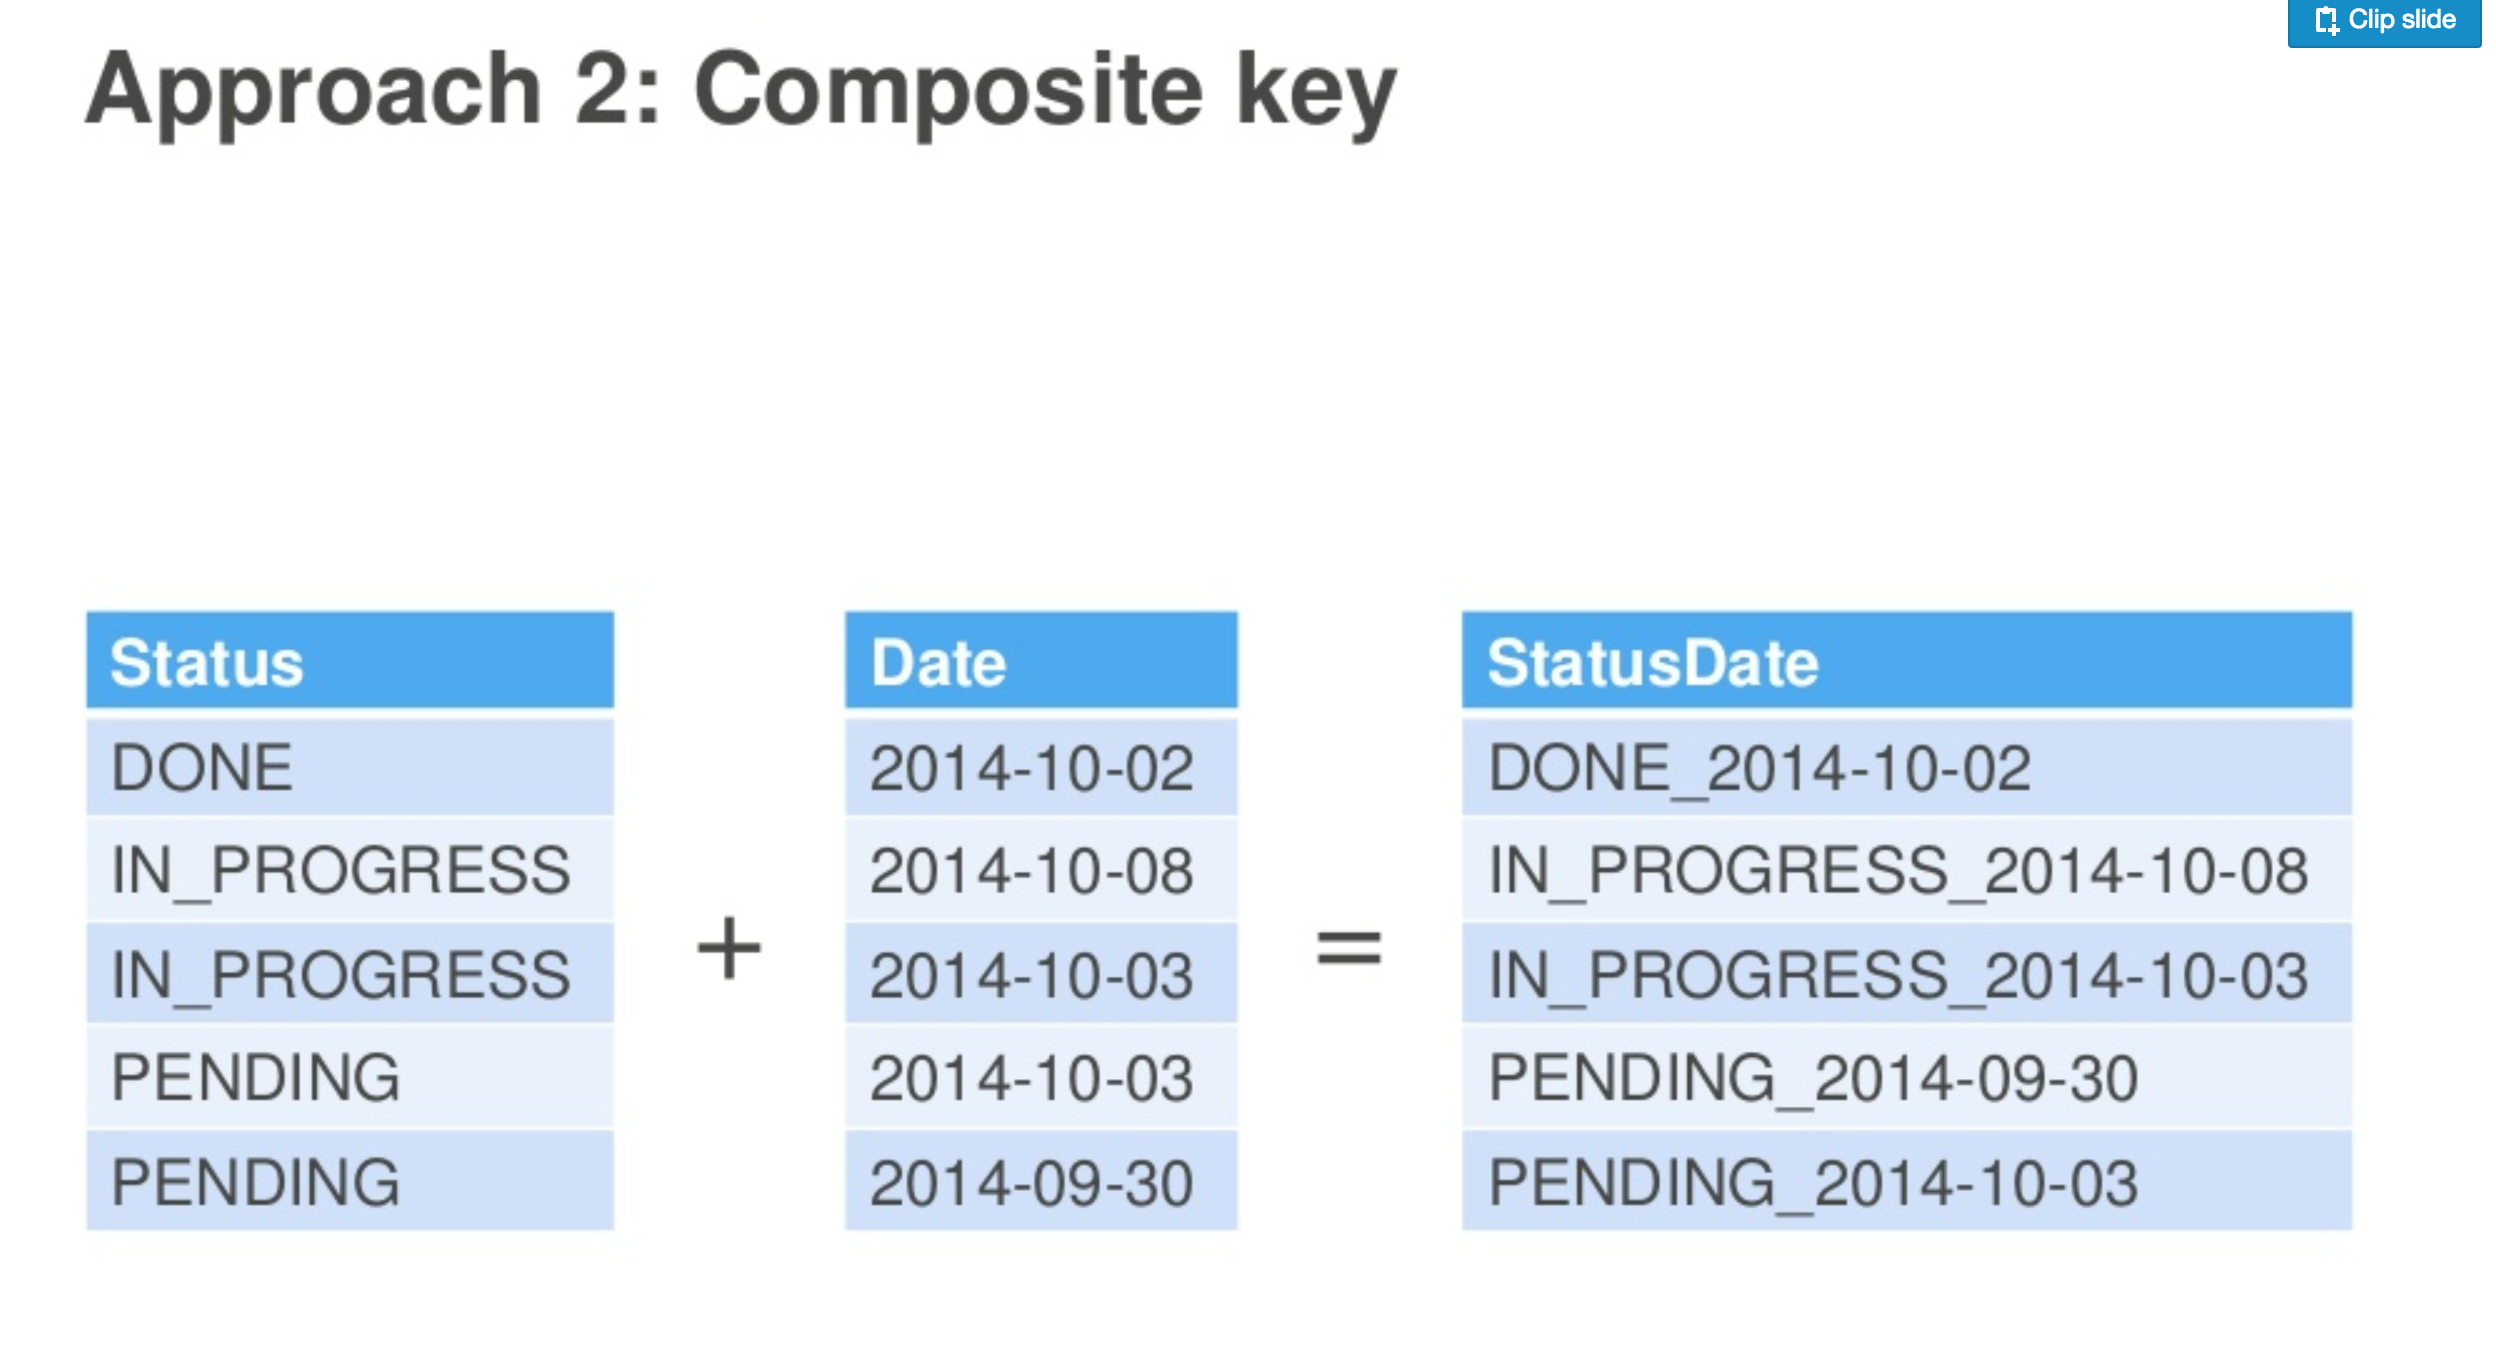 Clip slide
Approach 2: Composite key
Status Date StatusDate
DONE 2014-10-02 DONE_2014-10-02
IN_PROGRESS 2014-10-08 IN_PROGRESS_2014-10-08
IN_PROGRESS + 2014-10-03 = IN_PROGRESS_2014-10-03
PENDING 2014-10-03 PENDING_2014-09-30
PENDING 2014-09-30 PENDING_2014-10-03